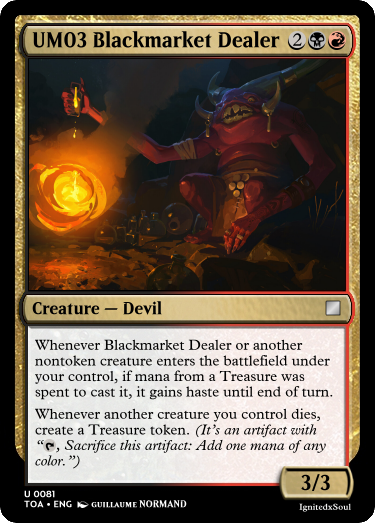 UM03 Blackmarket Dealer 2
Creature — Devil
Whenever Blackmarket Dealer or another
nontoken creature enters the battlefield under
your control, if mana from a Treasure was
spent to cast it, it gains haste until end of turn.
Whenever another creature you control dies,
create a Treasure token. (It's an artifact with
“, Sacrifice this artifact: Add one mana of any
color.”)
3/3
U 0081
TOA • ENG GUILLAUME NORMAND
IgnitedxSoul